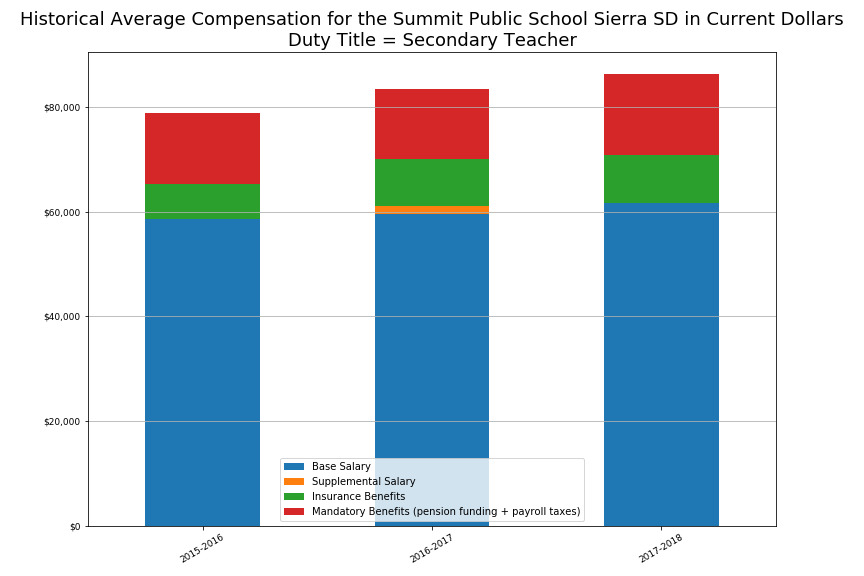 Historical Average Compensation for the Summit Public School Sierra SD in Current Dollars
Duty Title = Secondary Teacher
$80,000
$60,000
$40,000
$20,000
$0
Base Salary
Supplemental Salary
Insurance Benefits
Mandatory Benefits (pension funding + payroll taxes)
2015-2016
2016-2017
2017-2018